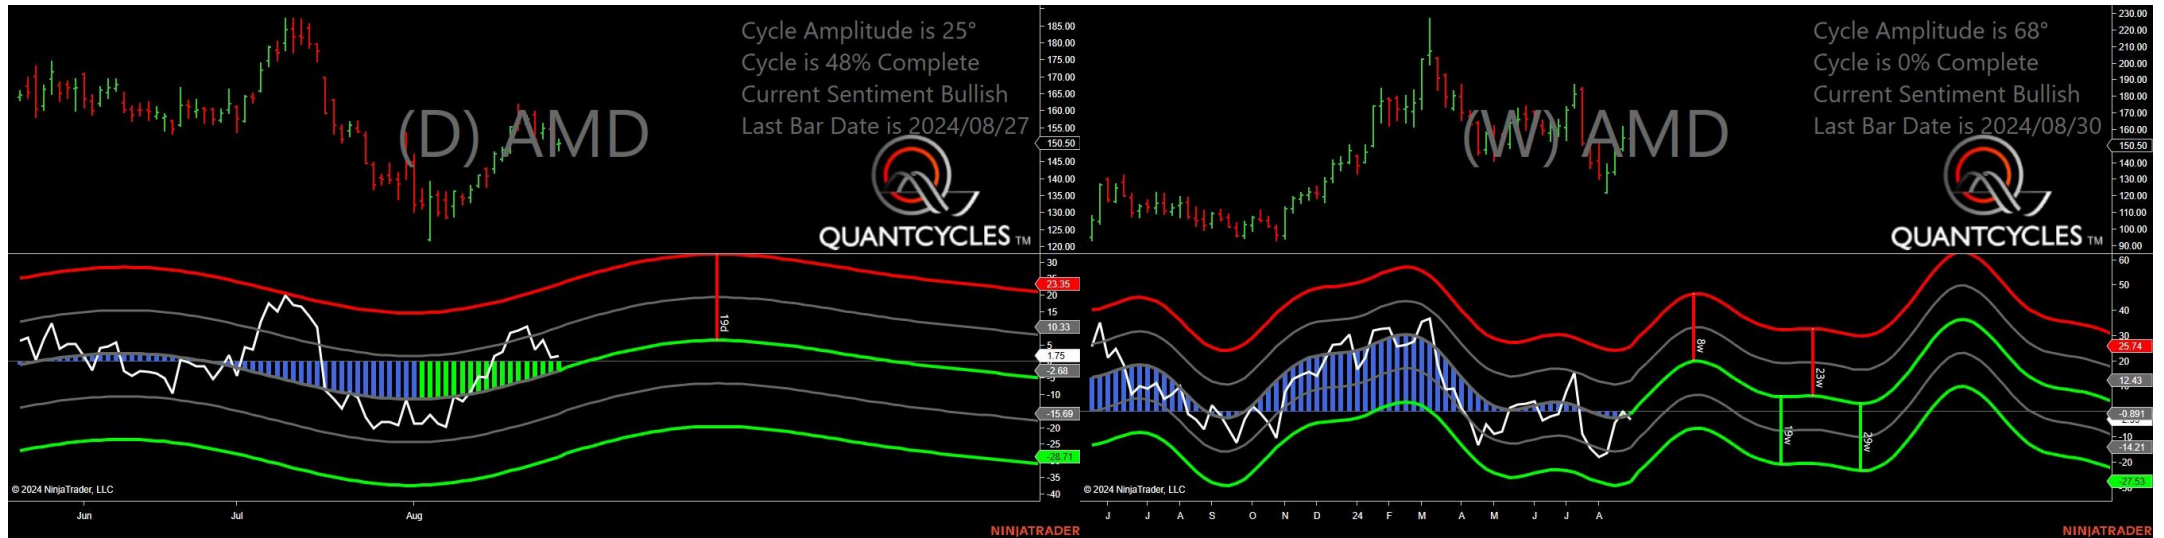 Cycle Amplitude is 25°
Cycle is 48% Complete
Current Sentiment Bullish
Last Bar Date is 2024/08/27
(D) AMD
QUANTCYCLES TM
185.00
180.00
175.00
170.00
165.00
160.00
155.00
150.50
145.00
140.00
135.00
130.00
125.00
120.00
30
23.35
20
15
10.33
5
1.75
-2.68
-5
-10
-15.69
-20
-25
-28.71
-35
-40
19d
© 2024 NinjaTrader, LLC
Jun
Jul
Aug
NINJATRADER
Cycle Amplitude is 68°
Cycle is 0% Complete
Current Sentiment Bullish
Last Bar Date is 2024/08/30
(W) AMD
QUANTCYCLES TM
230.00
220.00
210.00
200.00
190.00
180.00
170.00
160.00
150.50
140.00
130.00
120.00
110.00
100.00
90.00
60
50
40
30
25.74
20
12.43
-0.891
-10
-14.21
-20
-27.53
8w
23w
19w
29w
© 2024 NinjaTrader, LLC
J J A S O N D 24 F M A M J J A
NINJATRADER